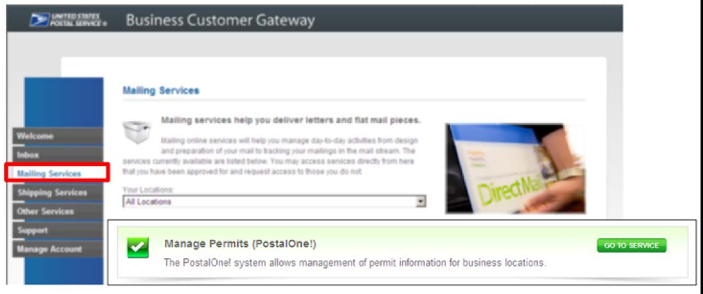 UNITED STATES
POSTAL SERVICE ®
Business Customer Gateway
Mailing Services
Mailing services help you deliver letters and flat mail pieces.
Mailing online services will help you manage day-to-day activities from design
and preparation of your mail to tracking your mailings in the mail stream. The
services currently available are listed below. You may access services directly from here
that you have been approved for and request access to those you do not.
Your Locations:
All Locations
Welcome
Inbox
Mailing Services
Shipping Services
Other Services
Support
Manage Account
Direct Mail
Manage Permits (PostalOne!)
GO TO SERVICE
The PostalOne! system allows management of permit information for business locations.